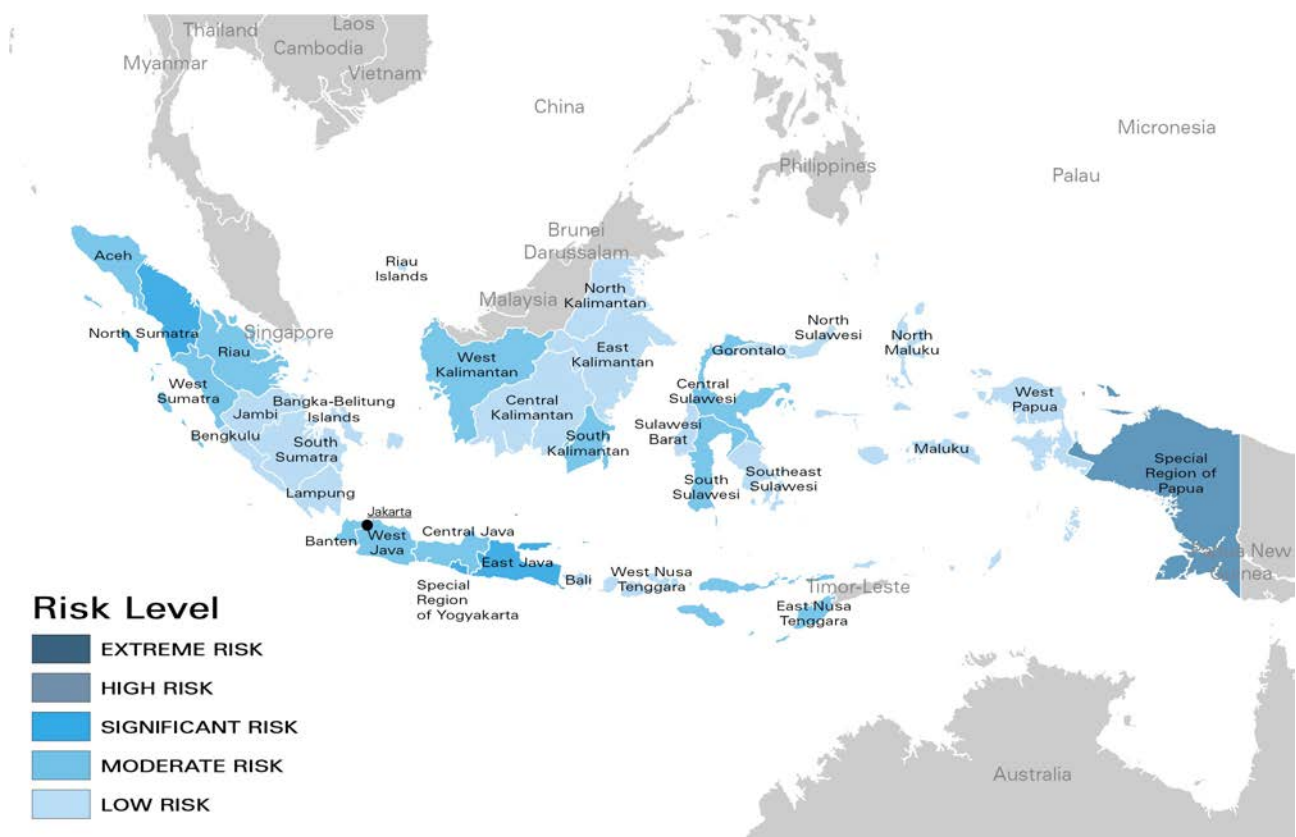 Laos
Thailand
Cambodia
Myanmar
Vietnam
China
Micronesia
Philippines
Palau
Brunei
Darussalam
Aceh
Riau
Islands
North
Kalimantan
Malaysia
North Sumatra
Singapore
North
Sulawesi
North
Maluku
Riau
West
Kalimantan
East
Kalimantan
Gorontalo
West
Sumatra
Central
Sulawesi
West
Papua
Jambi
Bangka-Belitung
Islands
Central
Kalimantan
Sulawesi
Barat
Bengkulu
South
Sumatra
South
Kalimantan
Maluku
Special
Region of
Papua
Lampung
South
Sulawesi
Southeast
Sulawesi
Jakarta
Banten
West
Java
Central Java
East Java
Papua New
Guinea
Special
Region
of Yogyakarta
Bali
West Nusa
Tenggara
Timor-Leste
East Nusa
Tenggara
Risk Level
EXTREME RISK
HIGH RISK
SIGNIFICANT RISK
MODERATE RISK
LOW RISK
Australia